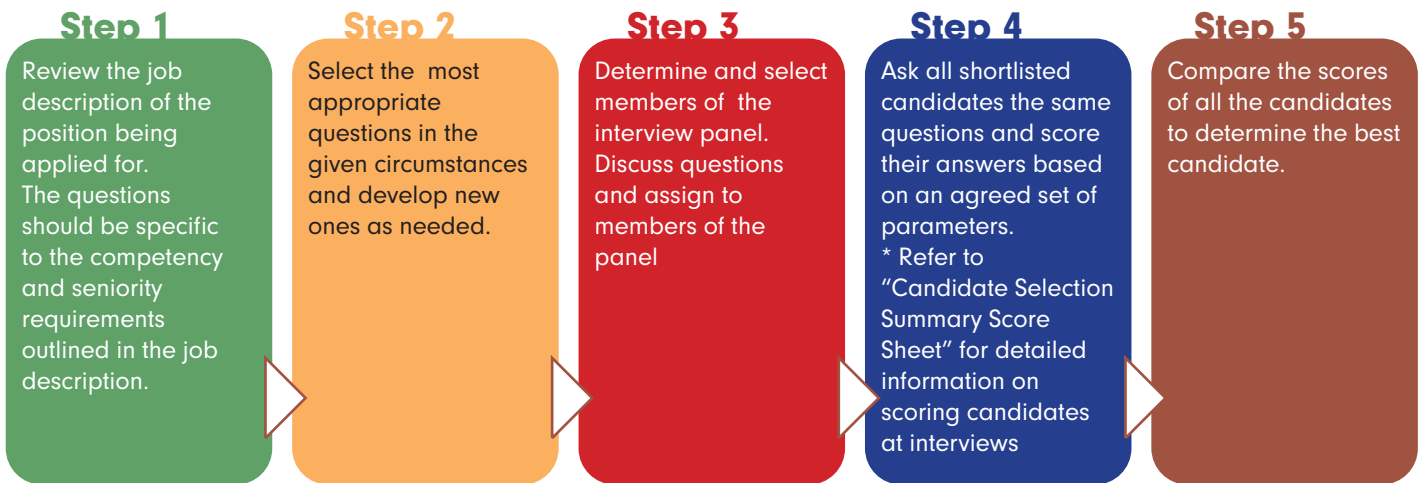 Step 1
Review the job
description of the
position being
applied for.
The questions
should be specific
to the competency
and seniority
requirements
outlined in the job
description.
Step 2
Select the  most
appropriate
questions in the
given circumstances
and develop new
ones as needed.
Step 3
Determine and select
members of  the
interview panel.
Discuss questions
and assign to
members of the
panel
Step 4
Ask all shortlisted
candidates the same
questions and score
their answers based
on an agreed set of
parameters.
* Refer to
“Candidate Selection
Summary Score
Sheet” for detailed
information on
scoring candidates
at interviews
Step 5
Compare the scores
of all the candidates
to determine the best
candidate.